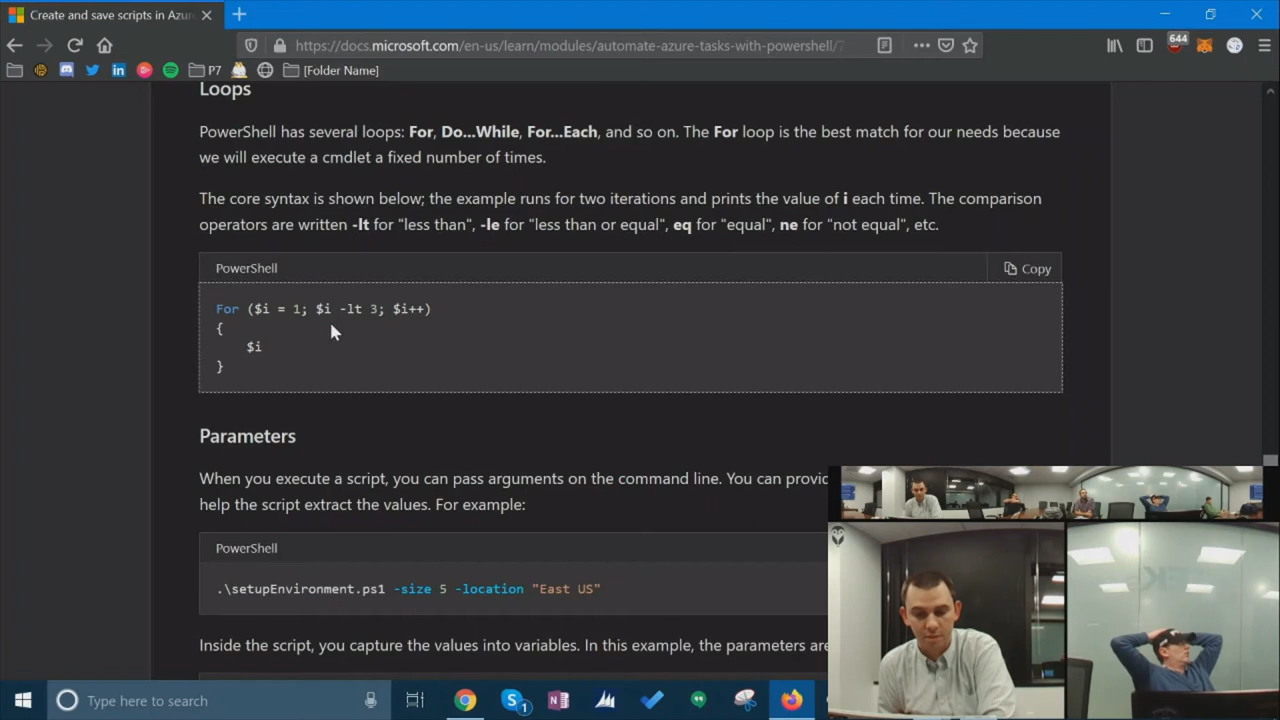 Create and save scripts in Azur
https://docs.microsoft.com/en-us/learn/modules/automate-azure-tasks-with-powershell/7
644
P7
[Folder Name]
Loops
PowerShell has several loops: For, Do...While, For...Each, and so on. The For loop is the best match for our needs because
we will execute a cmdlet a fixed number of times.
The core syntax is shown below; the example runs for two iterations and prints the value of i each time. The comparison
operators are written -lt for "less than", -le for "less than or equal", eq for "equal", ne for "not equal", etc.
PowerShell
Copy
For ($i = 1; $i -lt 3; $i++)
{
$i
}
Parameters
When you execute a script, you can pass arguments on the command line. You can provid
help the script extract the values. For example:
PowerShell
.\setupEnvironment.ps1 -size 5 -location "East US"
Inside the script, you capture the values into variables. In this example, the parameters are
Type here to search
1